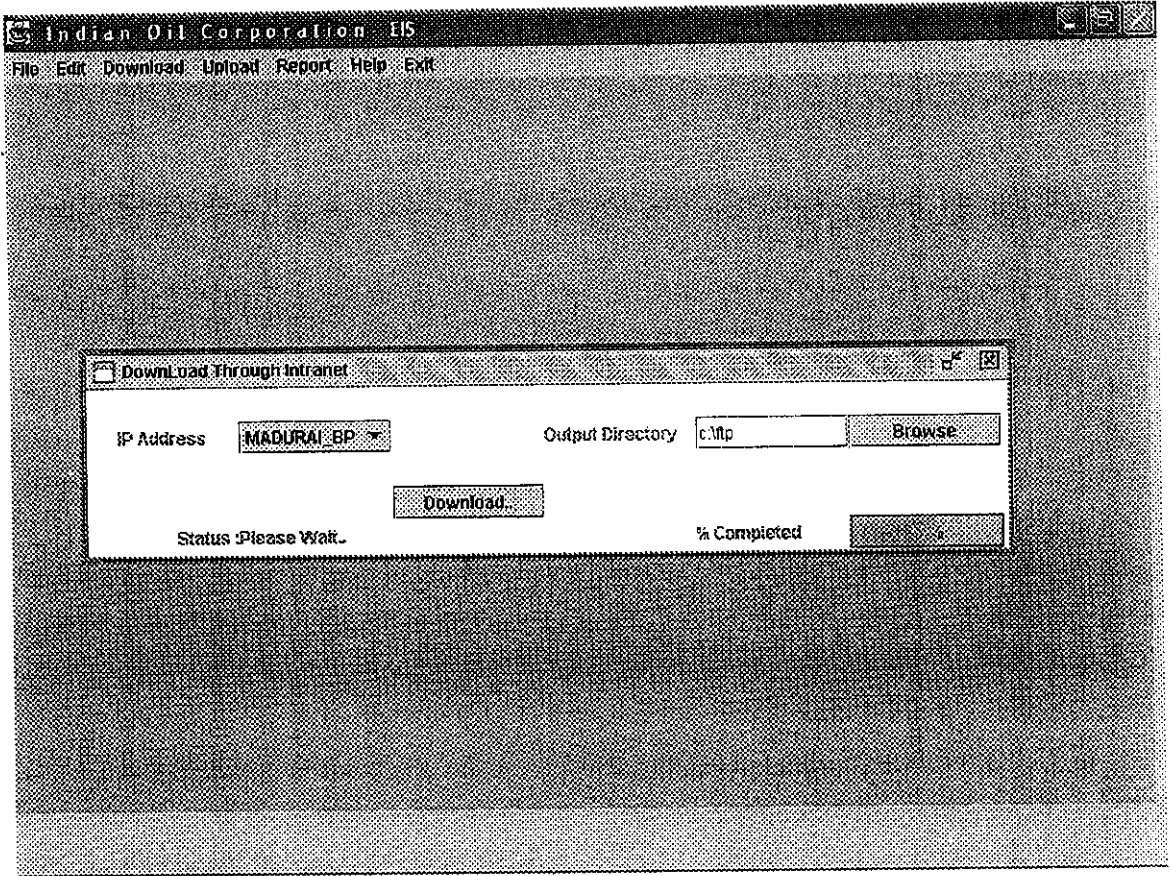 Indian Oil Corporation EIS
File Edit Download Upload Report Help Exit
DownLoad Through Intranet
IP Address MADURAI_BP Output Directory c:\ftp Browse
Download..
Status :Please Wait.. % Completed